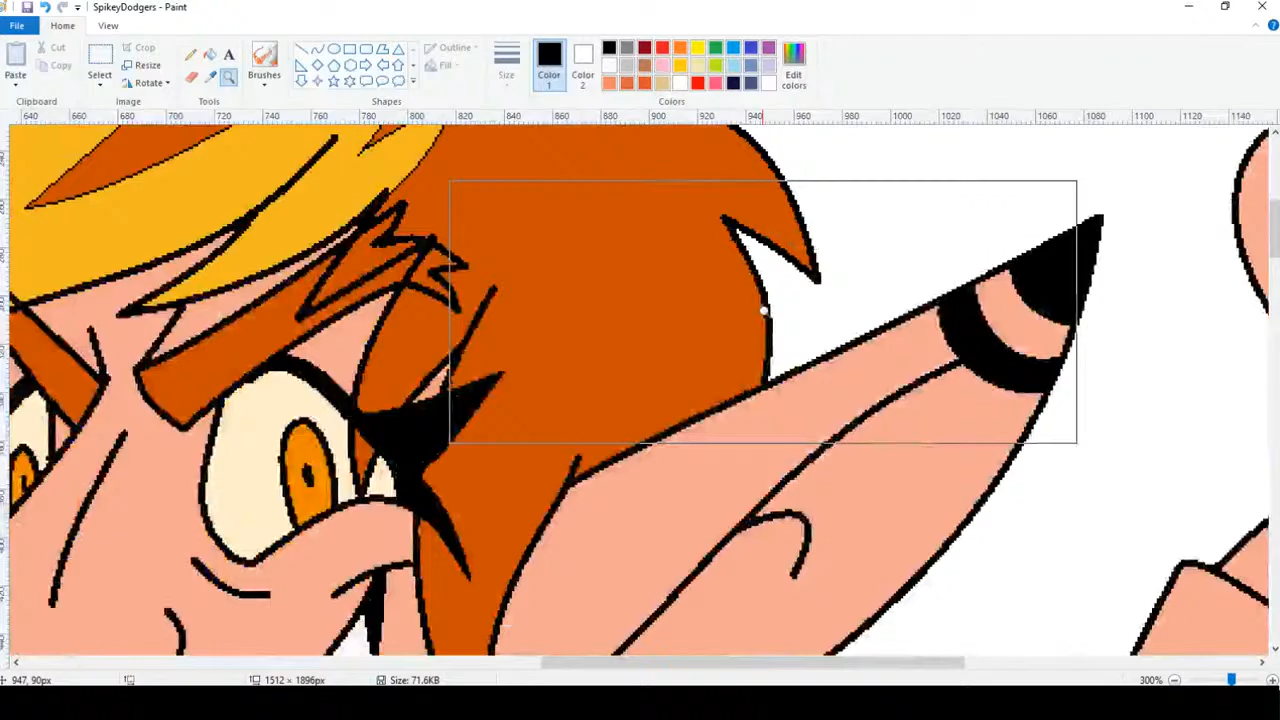 SpikeyDodgers - Paint
File Home View
Paste Cut Copy
Select Crop Resize Rotate
A
Brushes
Outline Fill
Size
Color 1 Color 2
Edit colors
Clipboard Image Tools Shapes Colors
640 660 680 700 720 740 760 780 800 820 840 860 880 900 920 940 960 980 1000 1020 1040 1060 1080 1100 1120 1140
947, 90px 1512 × 1896px Size: 71.6KB 300%